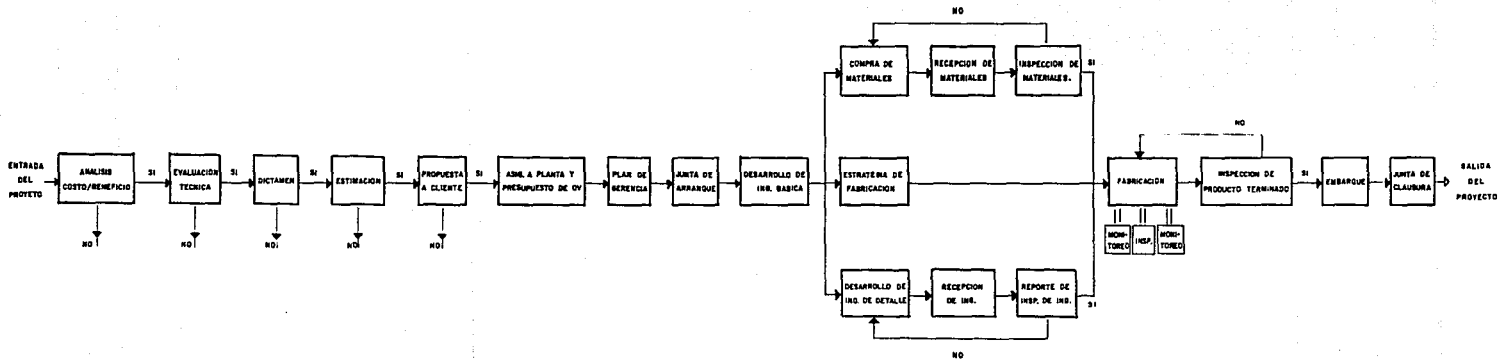 ENTRADA
DEL
PROYETO
ANALISIS
COSTO/BENEFICIO
SI
NO
EVALUACION
TECNICA
SI
NO
DICTAMEN
SI
NO
ESTIMACION
SI
NO
PROPUESTA
A CLIENTE
SI
NO
ASIG. A PLANTA Y
PRESUPUESTO DE OV
PLAN DE
GERENCIA
JUNTA DE
ARRANQUE
DESARROLLO DE
ING. BASICA
NO
COMPRA DE
MATERIALES
RECEPCION DE
MATERIALES
INSPECCION DE
MATERIALES.
SI
ESTRATEGIA DE
FABRICACION
DESARROLLO DE
ING. DE DETALLE
RECEPCION
DE ING.
REPORTE DE
INSP. DE ING.
SI
NO
NO
FABRICACION
MONI-
TOREO
INSP.
MONI-
TOREO
INSPECCION DE
PRODUCTO TERMINADO
SI
EMBARQUE
JUNTA DE
CLAUSURA
SALIDA
DEL
PROYECTO